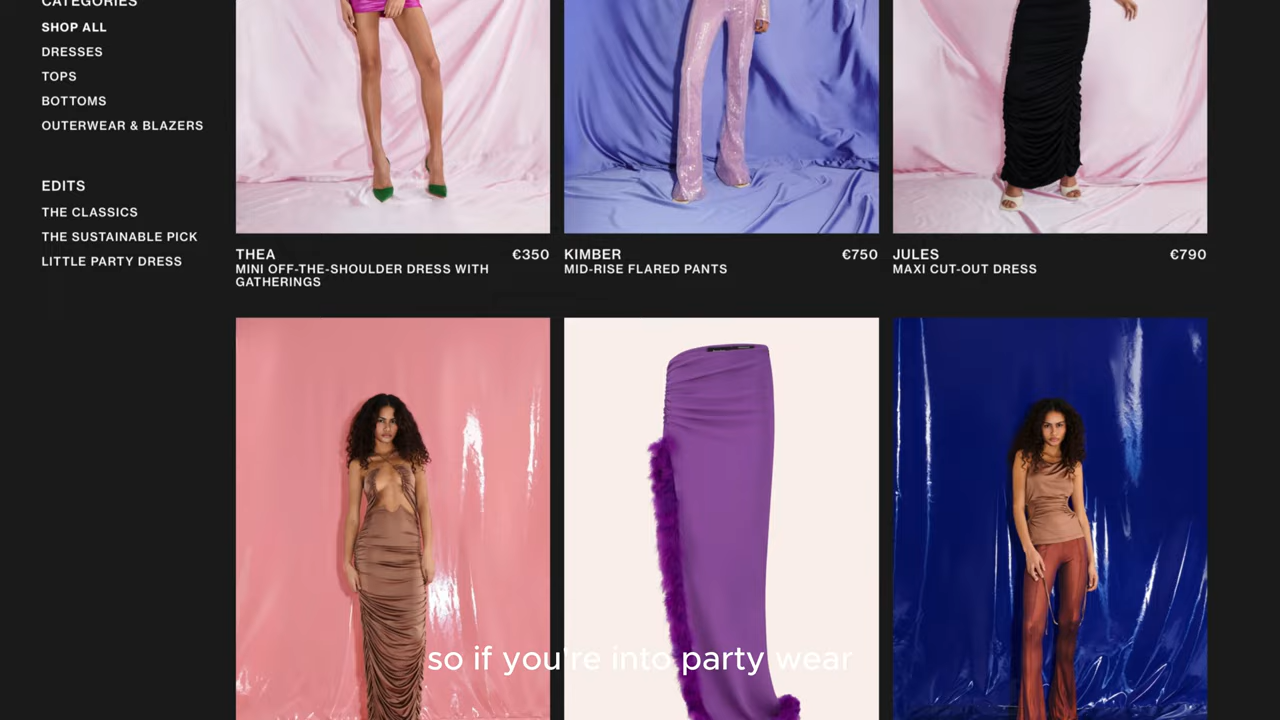 CATEGORIES
SHOP ALL
DRESSES
TOPS
BOTTOMS
OUTERWEAR & BLAZERS
EDITS
THE CLASSICS
THE SUSTAINABLE PICK
LITTLE PARTY DRESS
THEA €350
MINI OFF-THE-SHOULDER DRESS WITH
GATHERINGS
KIMBER €750
MID-RISE FLARED PANTS
JULES €790
MAXI CUT-OUT DRESS
so if you're into party wear